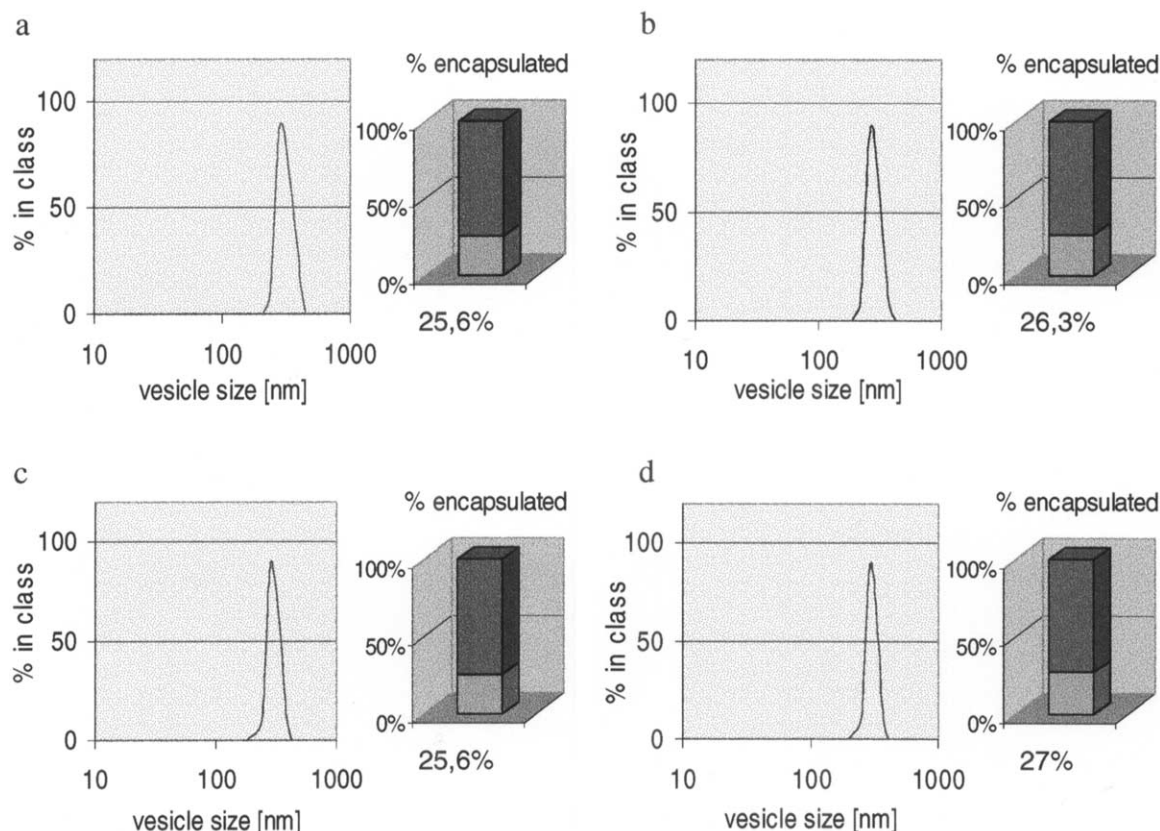 a
% encapsulated
100
50
0
% in class
10 100 1000
vesicle size [nm]
100%
50%
0%
25,6%
b
% encapsulated
100
50
0
% in class
10 100 1000
vesicle size [nm]
100%
50%
0%
26,3%
c
% encapsulated
100
50
0
% in class
10 100 1000
vesicle size [nm]
100%
50%
0%
25,6%
d
% encapsulated
100
50
0
% in class
10 100 1000
vesicle size [nm]
100%
50%
0%
27%